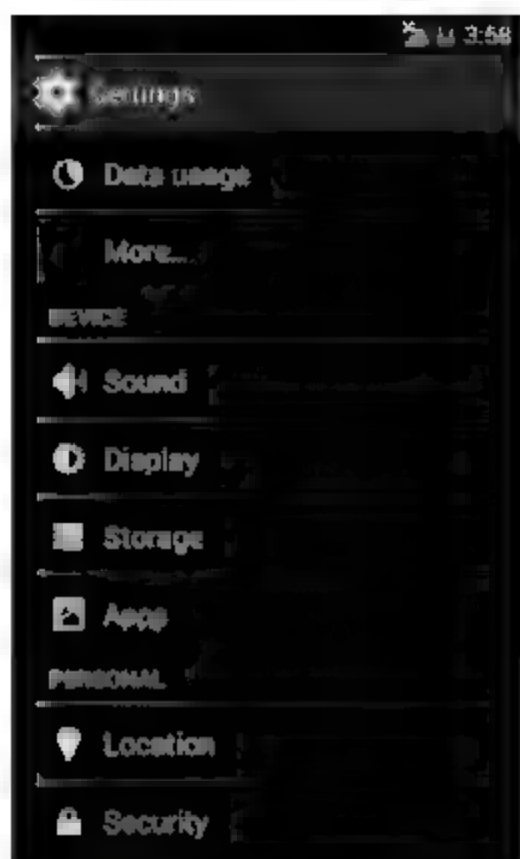 3:58
Settings
Data usage
More...
DEVICE
Sound
Display
Storage
Apps
PERSONAL
Location
Security